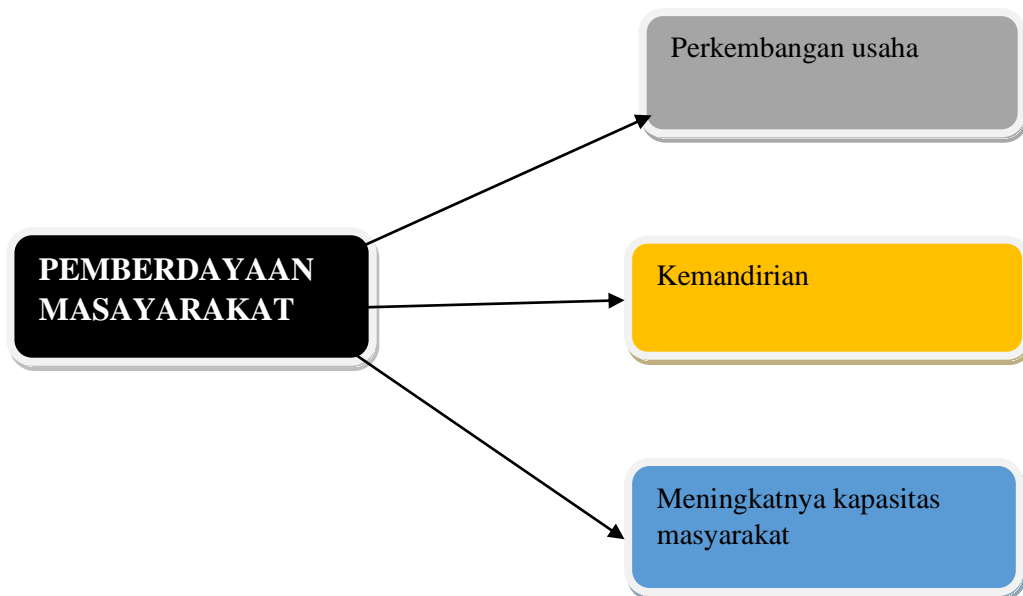 Perkembangan usaha
PEMBERDAYAAN
MASAYARAKAT
Kemandirian
Meningkatnya kapasitas
masyarakat